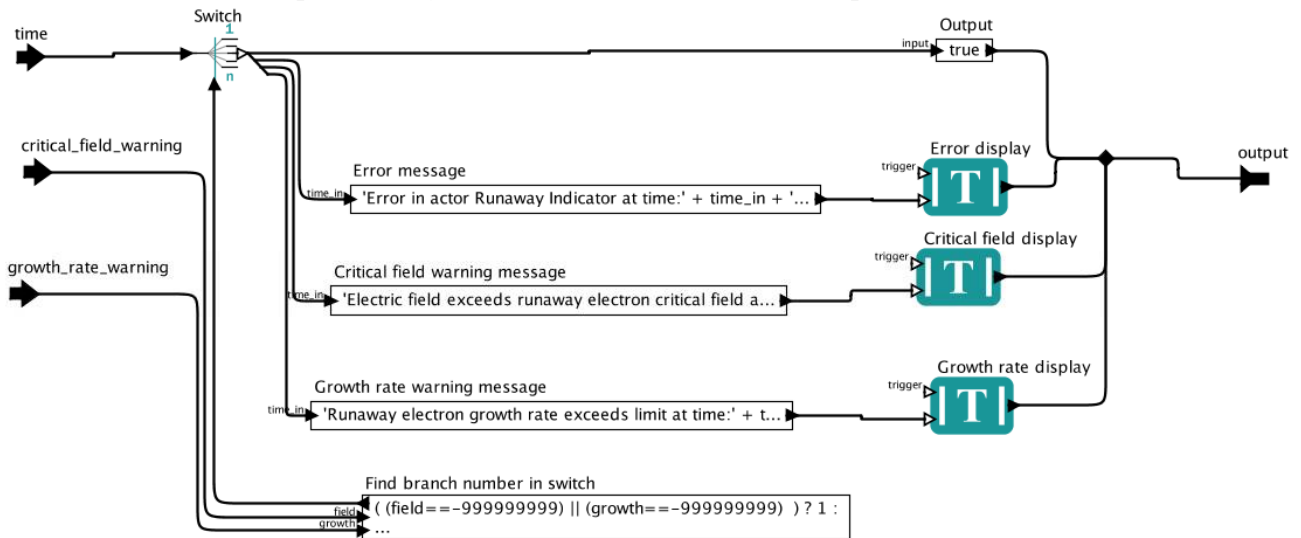 Switch
time
1
n
Output
input
true
critical_field_warning
Error message
time_in
'Error in actor Runaway Indicator at time:' + time_in + '...
Error display
trigger
T
output
growth_rate_warning
Critical field warning message
time_in
'Electric field exceeds runaway electron critical field a...
Critical field display
trigger
T
Growth rate warning message
time_in
'Runaway electron growth rate exceeds limit at time:' + t...
Growth rate display
trigger
T
Find branch number in switch
( (field==-999999999) || (growth==-999999999)  ) ? 1 :
field
growth
...